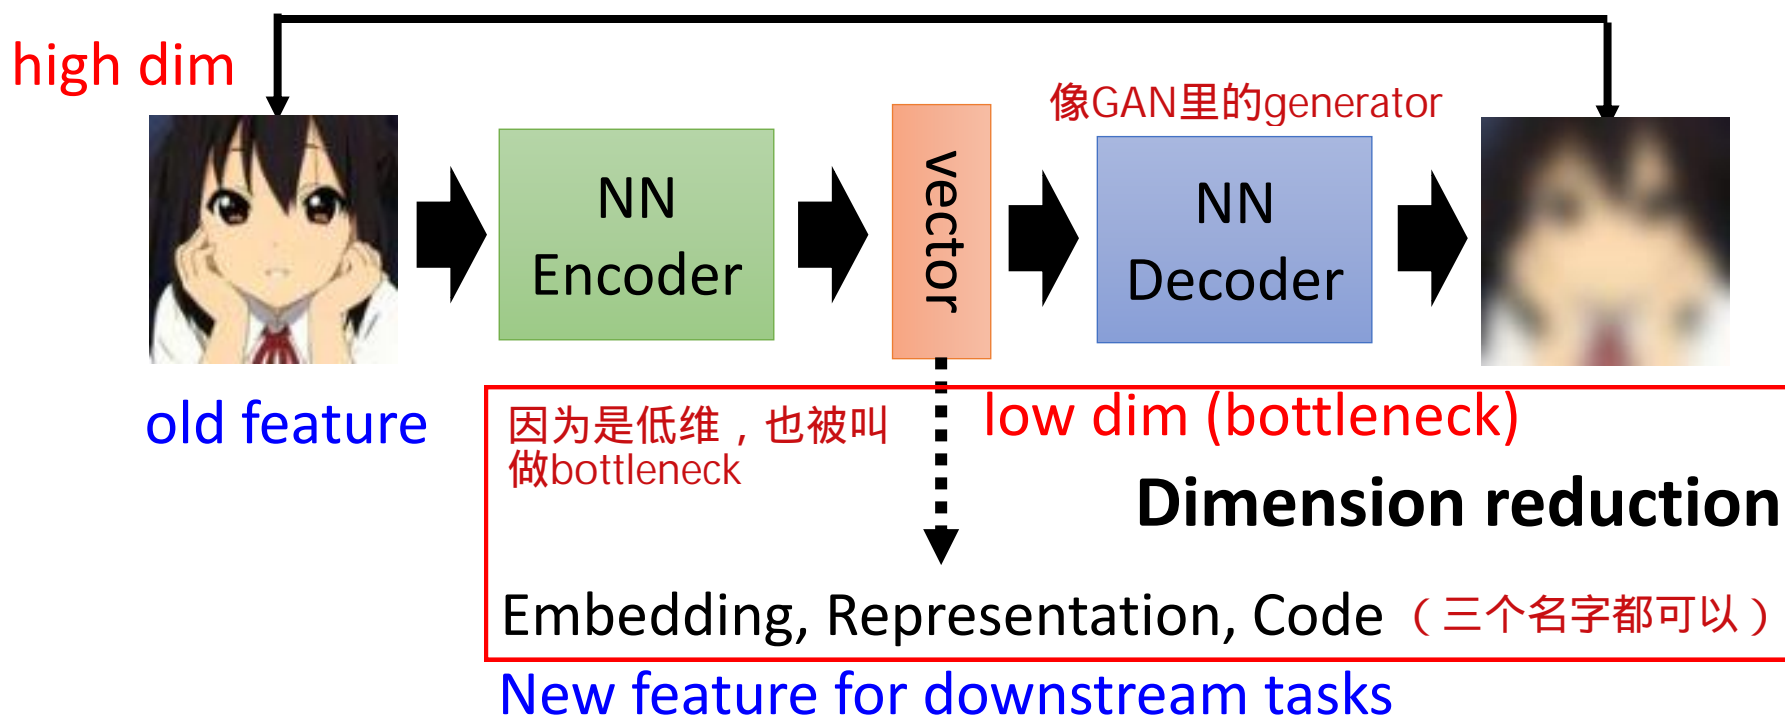 high dim
像GAN里的generator
NN
Encoder
vector
NN
Decoder
old feature
因为是低维，也被叫
做bottleneck
low dim (bottleneck)
Dimension reduction
Embedding, Representation, Code （三个名字都可以）
New feature for downstream tasks